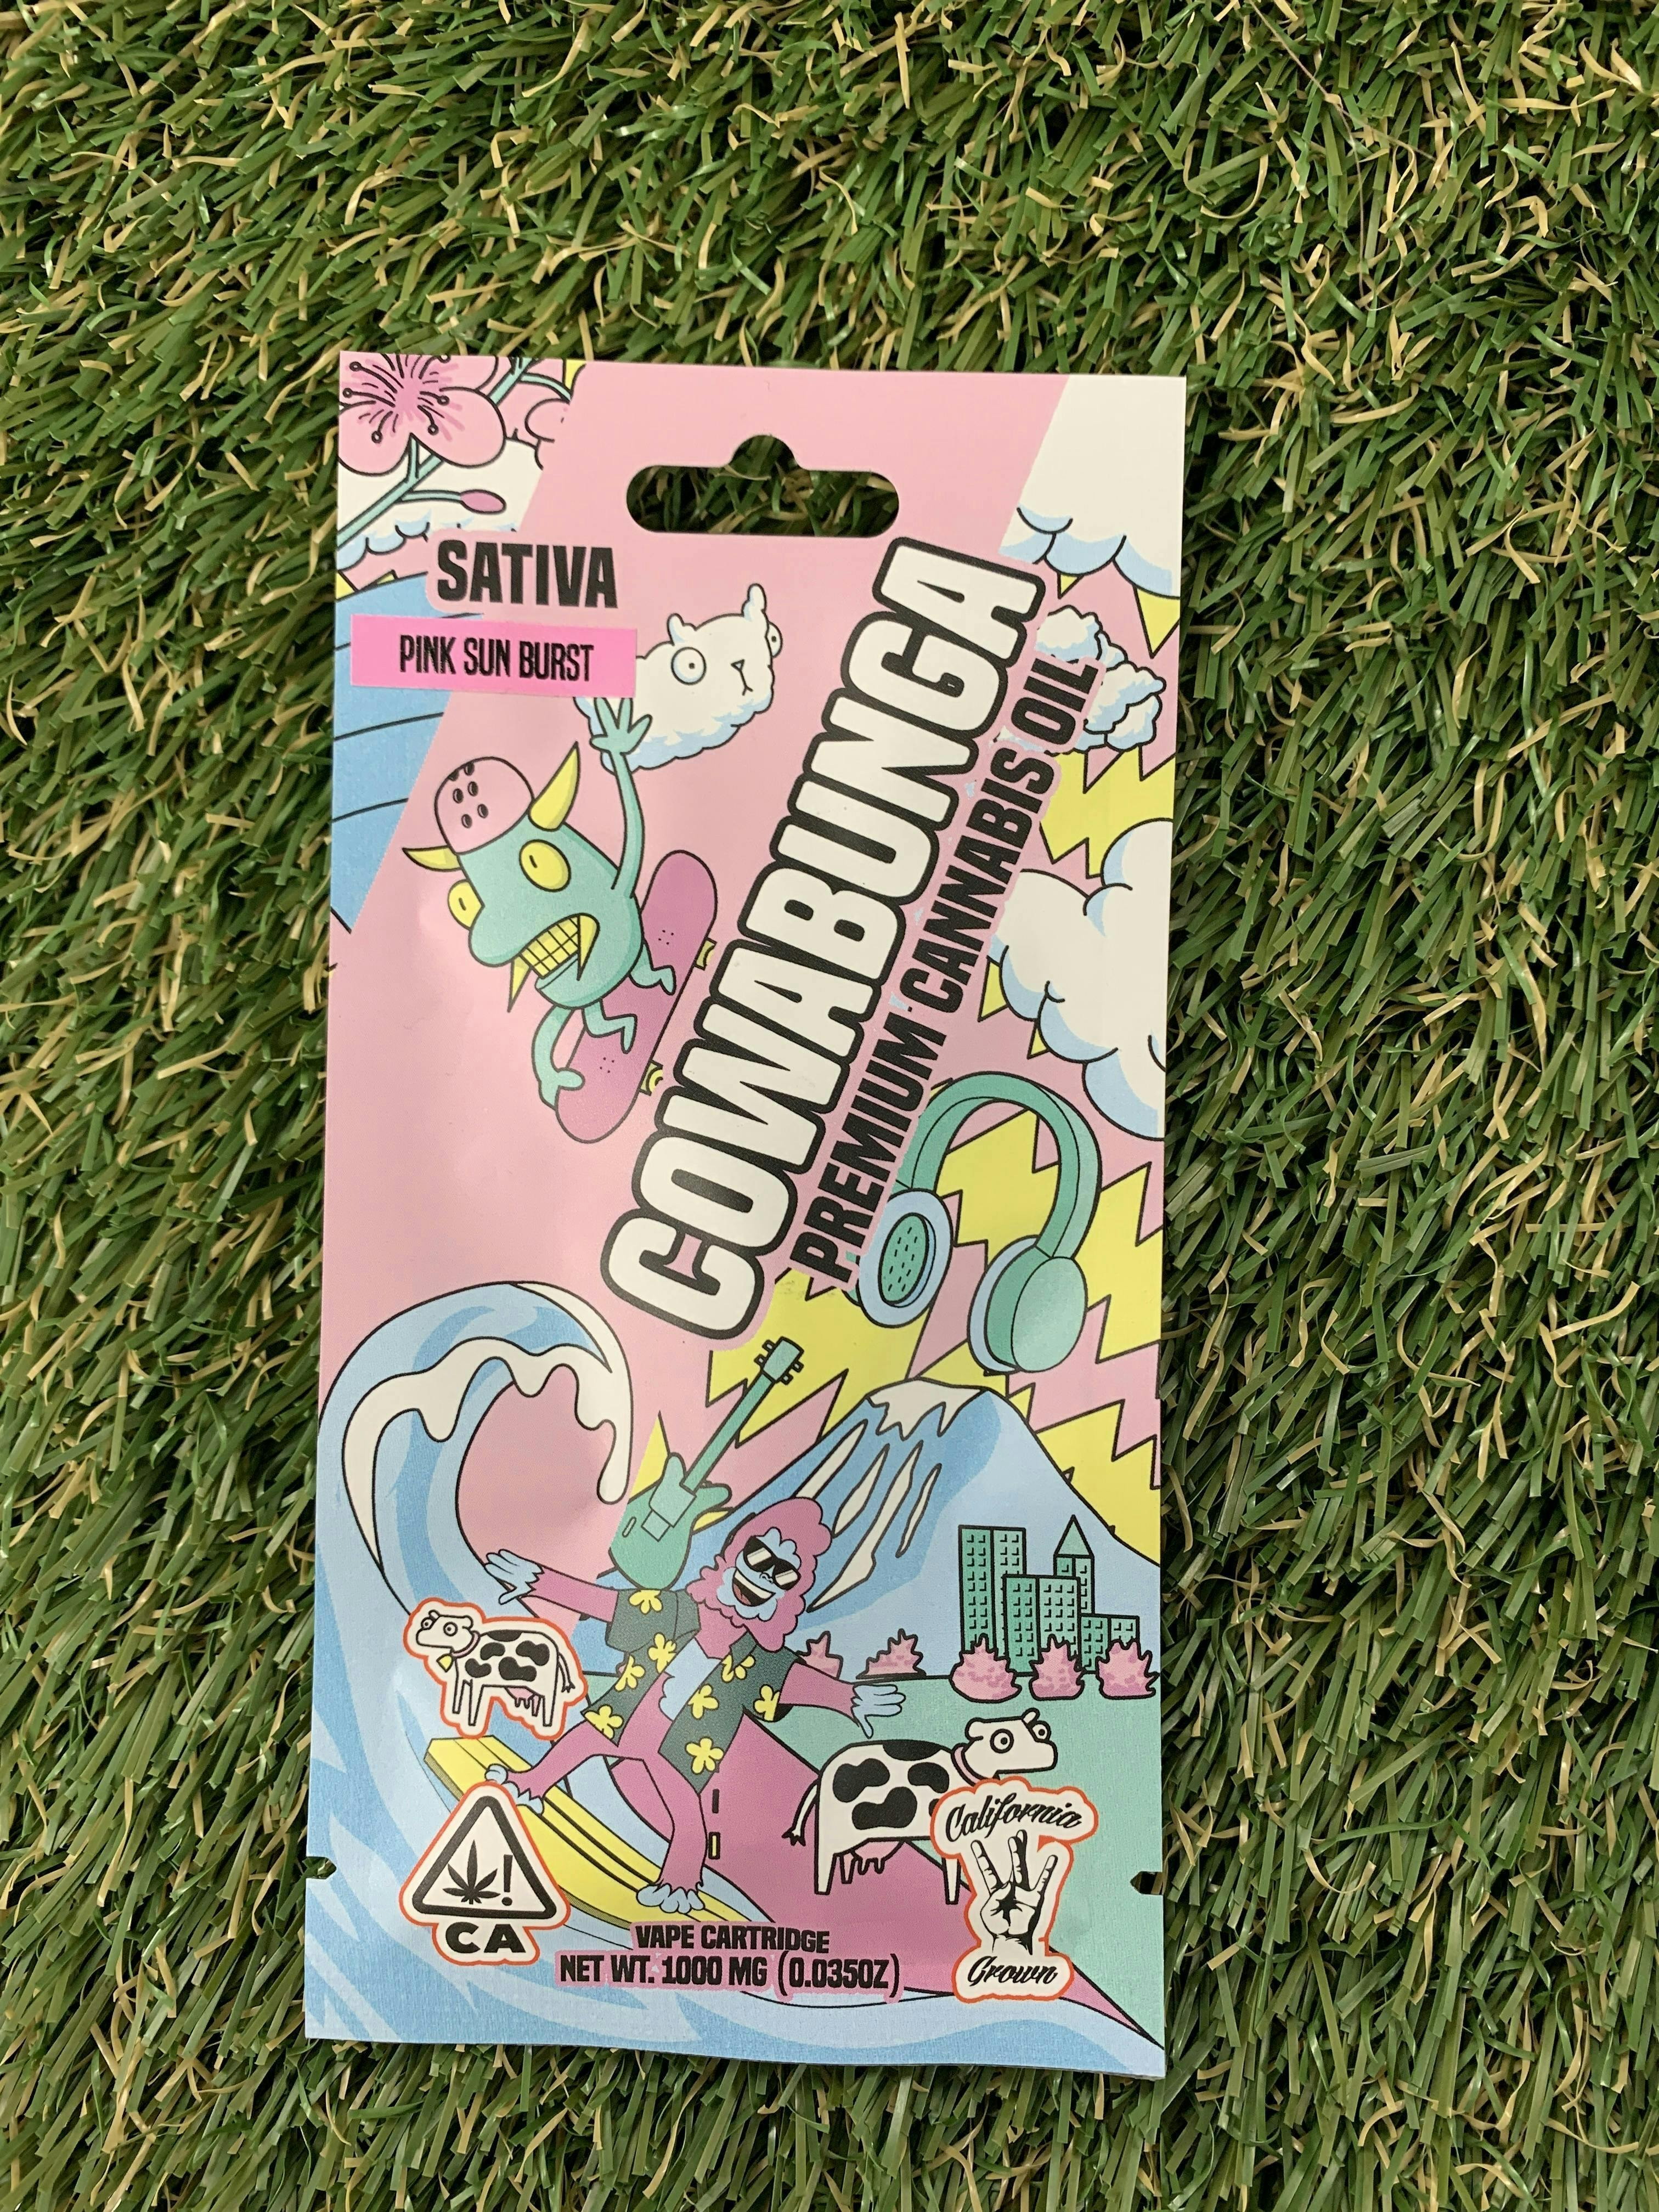 SATIVA
PINK SUN BURST
COWABUNGA
PREMIUM CANNABIS OIL
California
Grown
!
CA
VAPE CARTRIDGE
NET WT. 1000 MG (0.035OZ)